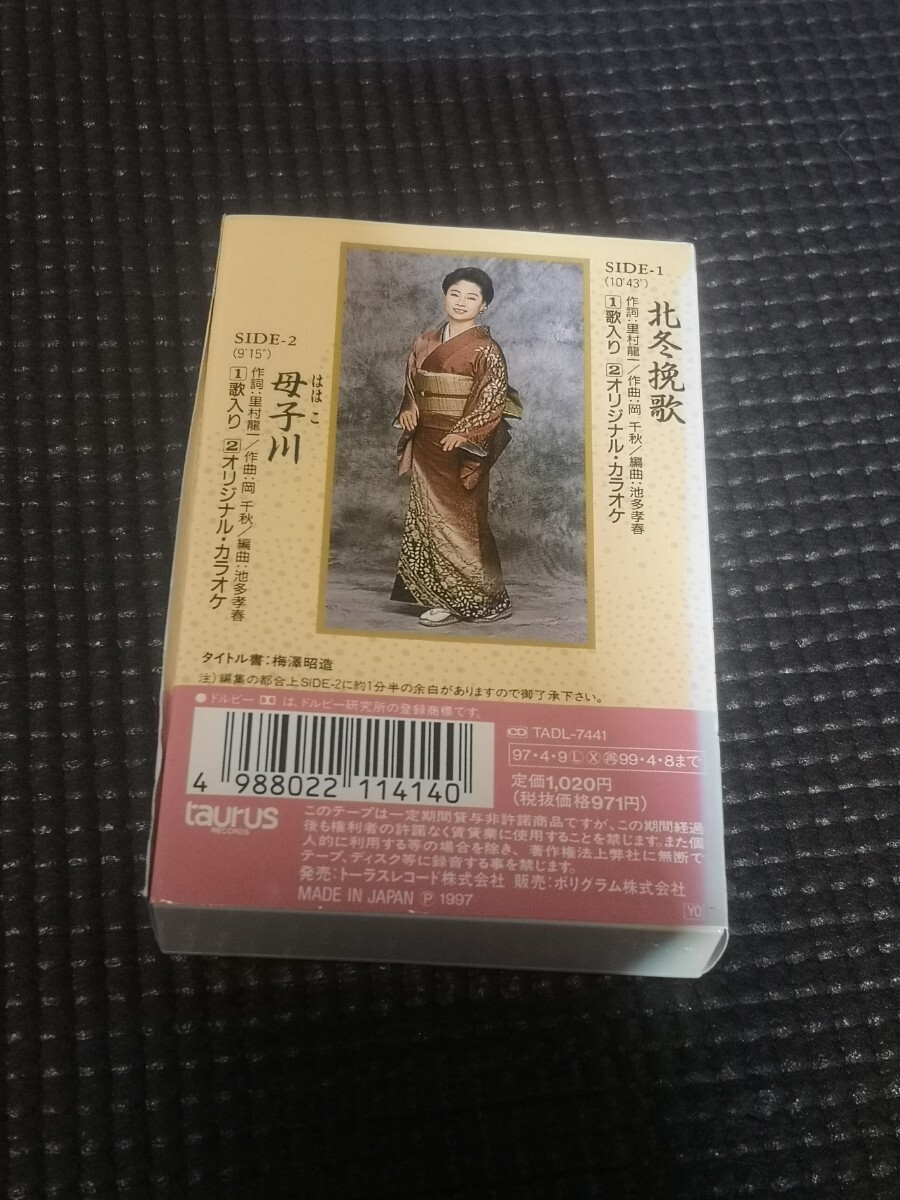 SIDE-1
(10'43")
北冬挽歌
作詞:里村龍一/作曲:岡 千秋/編曲:池多孝春
1歌入り 2オリジナル・カラオケ
SIDE-2
(9'15")
ははこ
母子川
作詞:里村龍一/作曲:岡 千秋/編曲:池多孝春
1歌入り 2オリジナル・カラオケ
タイトル書:梅澤昭造
注)編集の都合上SIDE-2に約1分半の余白がありますので御了承下さい。
●ドルビー は、ドルビー研究所の登録商標です。
4 988022 114140
CD TADL-7441
97・4・9 Ⓛ Ⓧ 再 99・4・8まで
定価1,020円
(税抜価格971円)
taurus
RECORDS
このテープは一定期間貸与非許諾商品ですが、この期間経過
後も権利者の許諾なく賃貸業に使用することを禁じます。また個
人的に利用する等の場合を除き、著作権法上弊社に無断で
テープ、ディスク等に録音する事を禁じます。
発売:トーラスレコード株式会社 販売:ポリグラム株式会社
MADE IN JAPAN Ⓟ 1997
YO